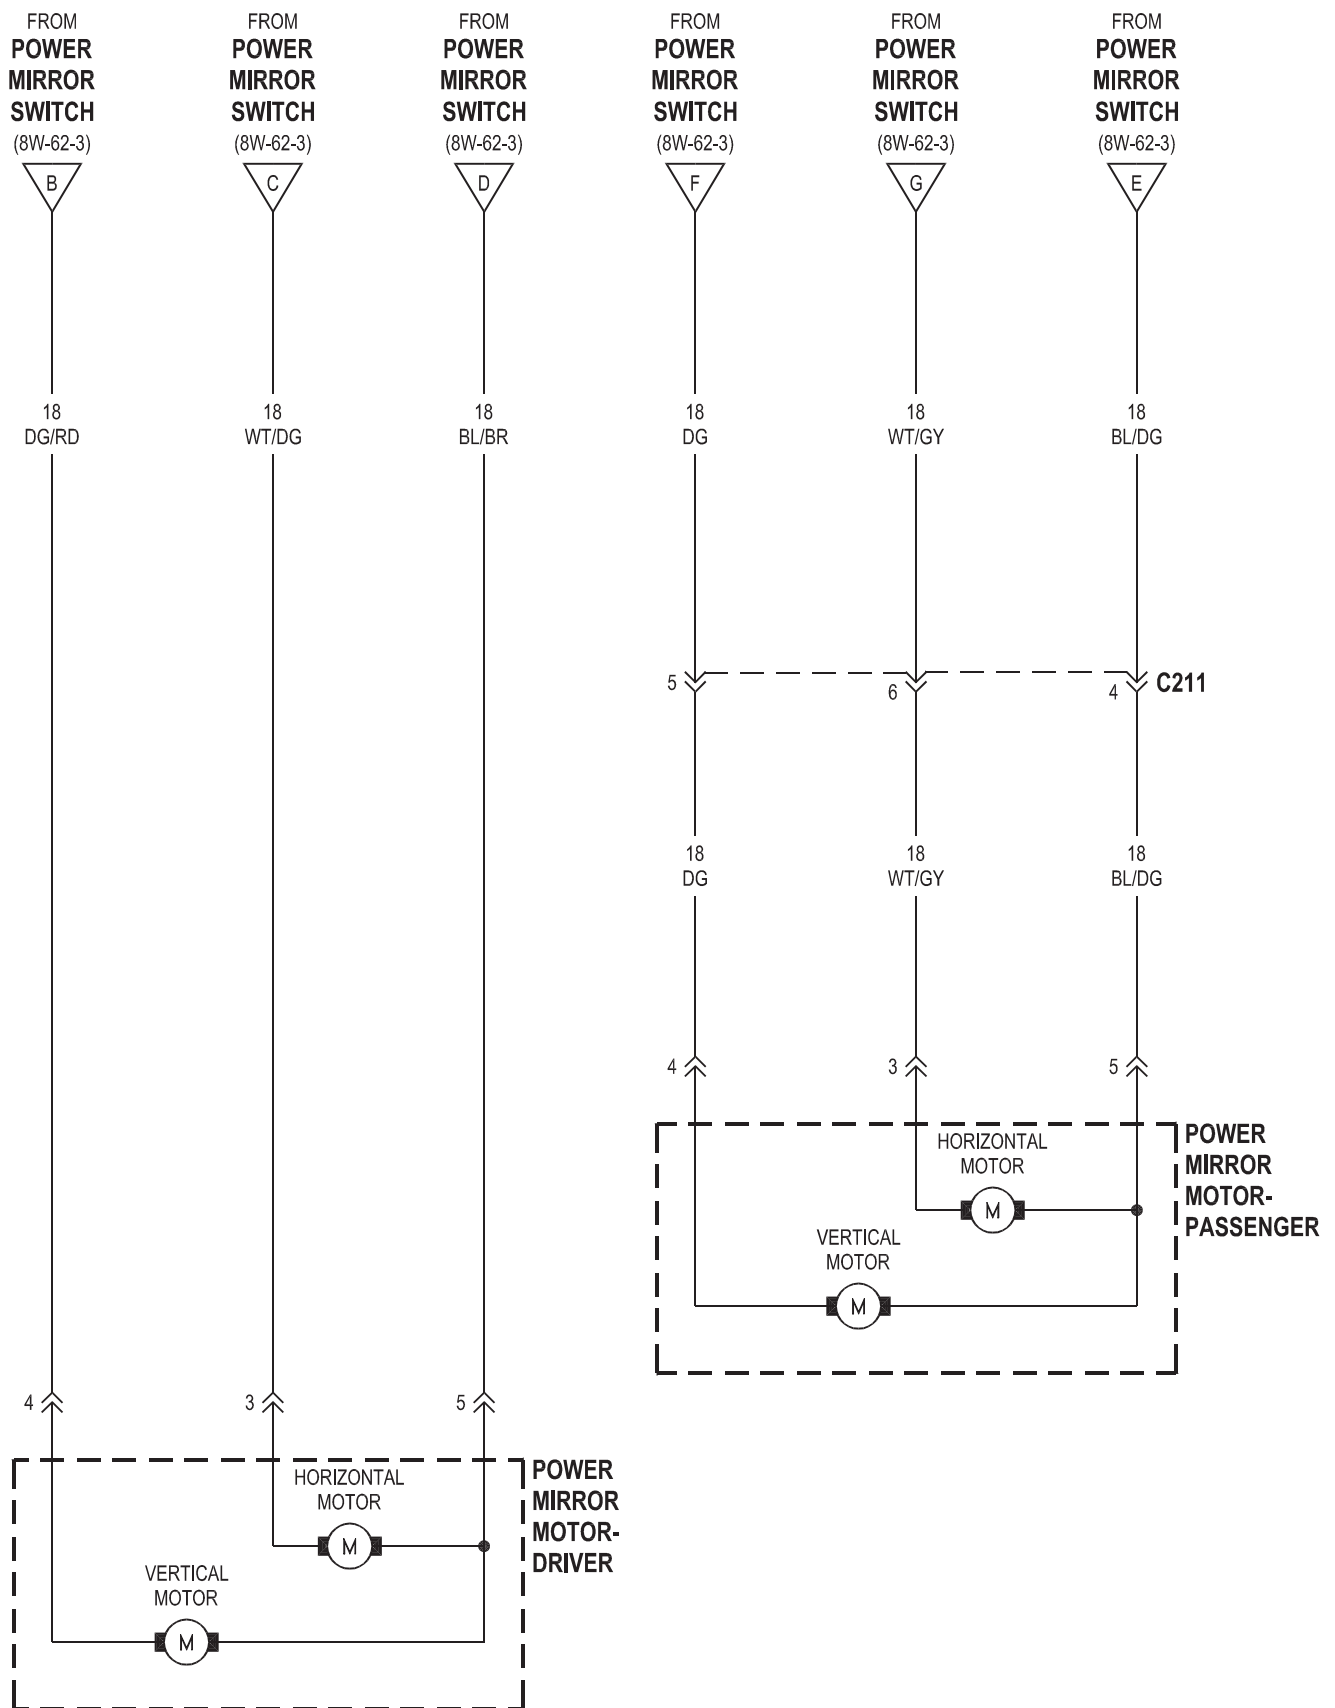 FROM
POWER
MIRROR
SWITCH
(8W-62-3)
B
FROM
POWER
MIRROR
SWITCH
(8W-62-3)
C
FROM
POWER
MIRROR
SWITCH
(8W-62-3)
D
FROM
POWER
MIRROR
SWITCH
(8W-62-3)
F
FROM
POWER
MIRROR
SWITCH
(8W-62-3)
G
FROM
POWER
MIRROR
SWITCH
(8W-62-3)
E
18
DG/RD
18
WT/DG
18
BL/BR
18
DG
18
WT/GY
18
BL/DG
5
6
4
C211
18
DG
18
WT/GY
18
BL/DG
4
3
5
HORIZONTAL
MOTOR
M
VERTICAL
MOTOR
M
POWER
MIRROR
MOTOR-
PASSENGER
4
3
5
HORIZONTAL
MOTOR
M
VERTICAL
MOTOR
M
POWER
MIRROR
MOTOR-
DRIVER